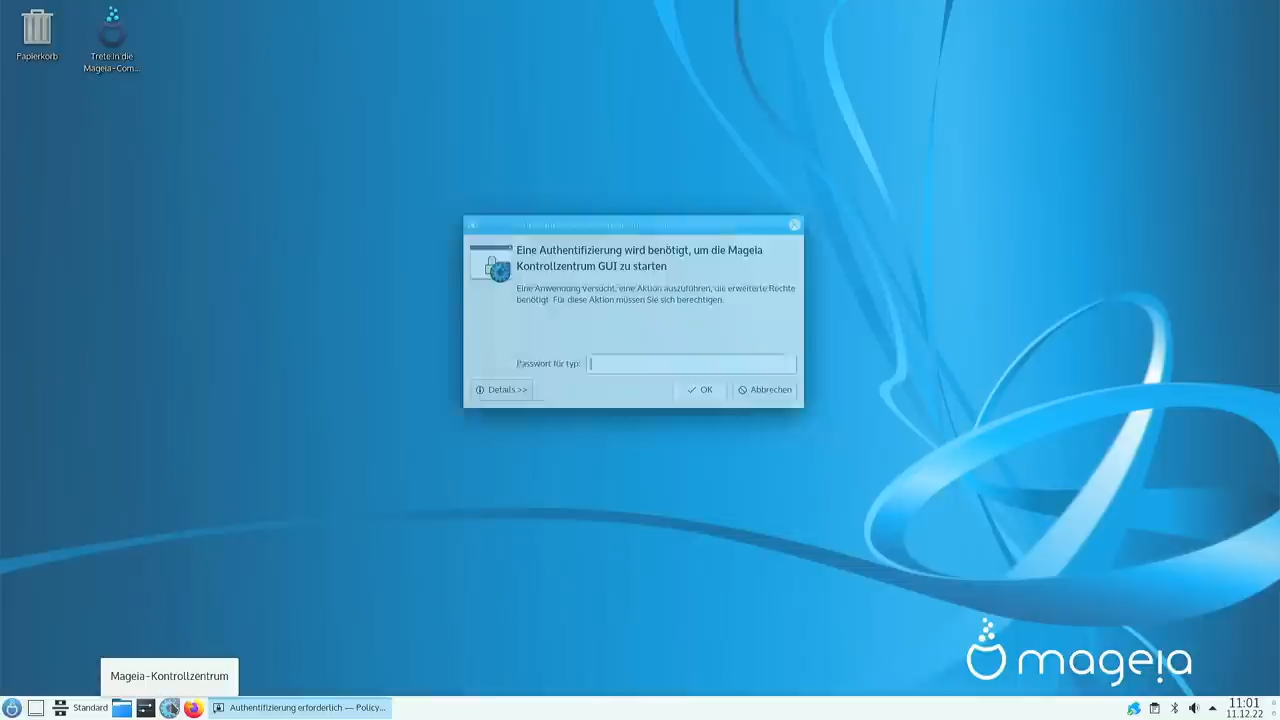 Papierkorb
Trete in die
Mageia-Com...
Eine Authentifizierung wird benötigt, um die Mageia
Kontrollzentrum GUI zu starten
Eine Anwendung versucht, eine Aktion auszuführen, die erweiterte Rechte
benötigt. Für diese Aktion müssen Sie sich berechtigen.
Passwort für typ:
Details >>
OK
Abbrechen
mageia
Mageia-Kontrollzentrum
Standard
Authentifizierung erforderlich — Policy...
11:01
11.12.22